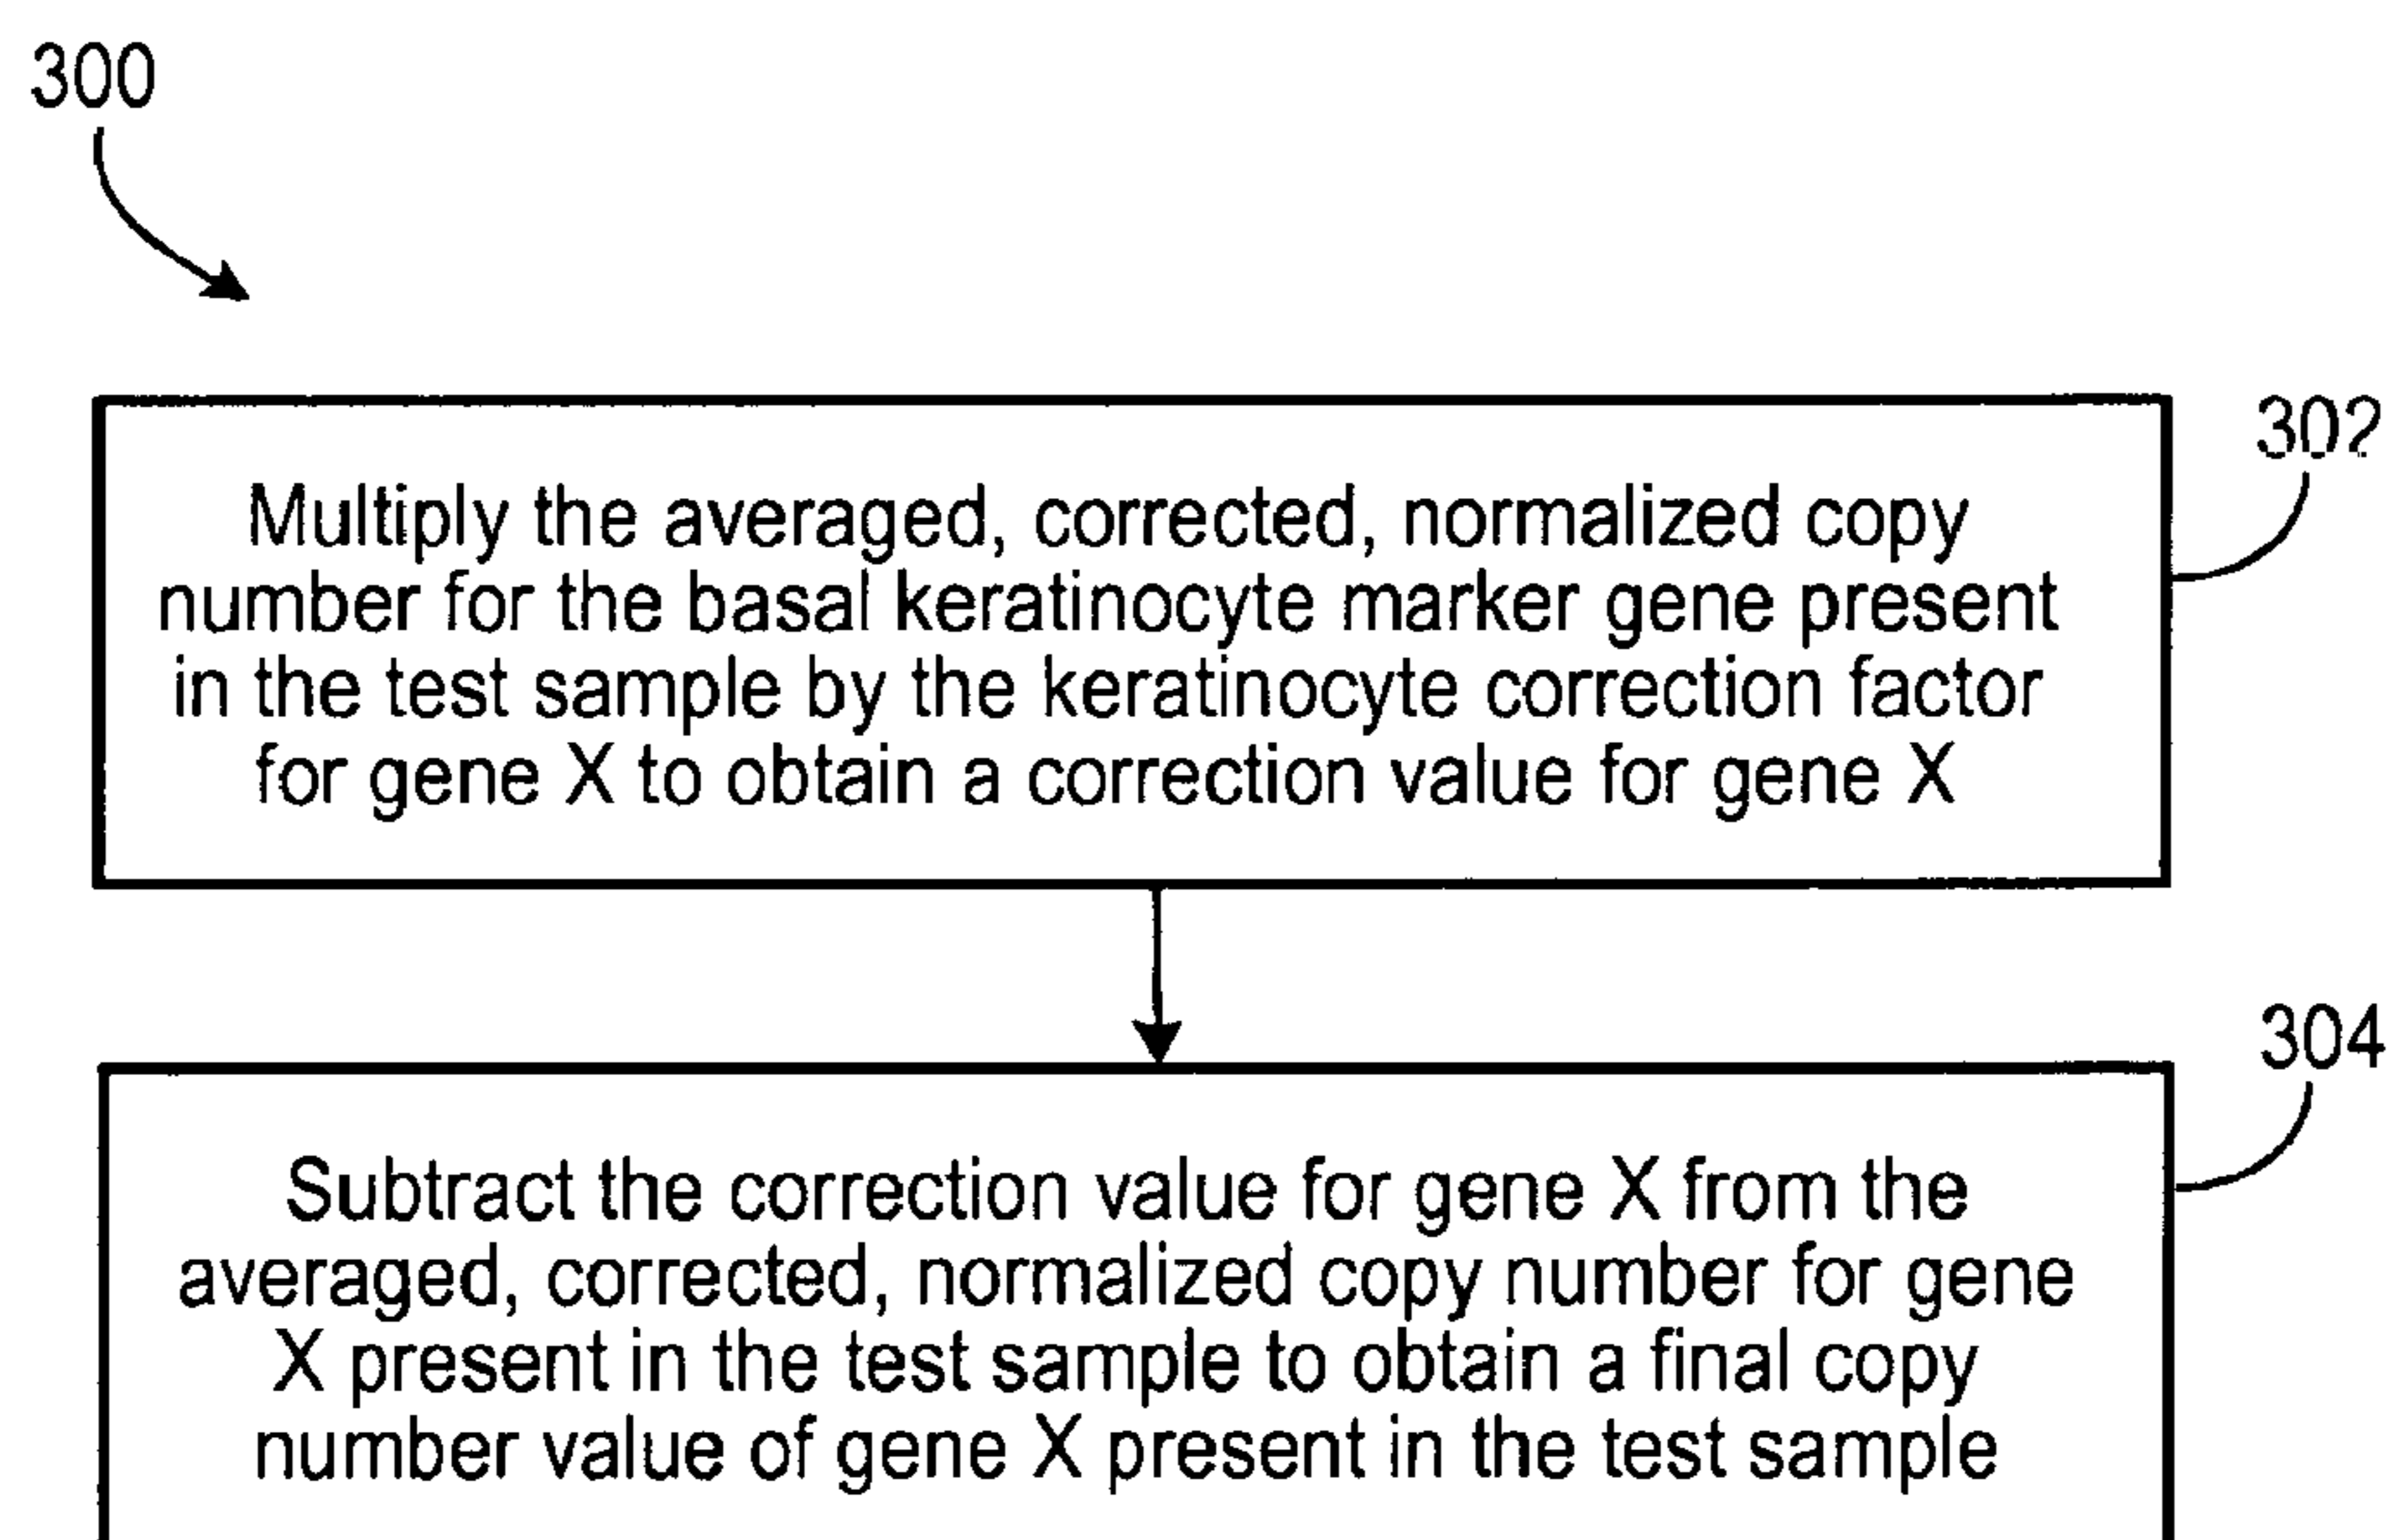 300
302
Multiply the averaged, corrected, normalized copy
number for the basal keratinocyte marker gene present
in the test sample by the keratinocyte correction factor
for gene X to obtain a correction value for gene X
304
Subtract the correction value for gene X from the
averaged, corrected, normalized copy number for gene
X present in the test sample to obtain a final copy
number value of gene X present in the test sample